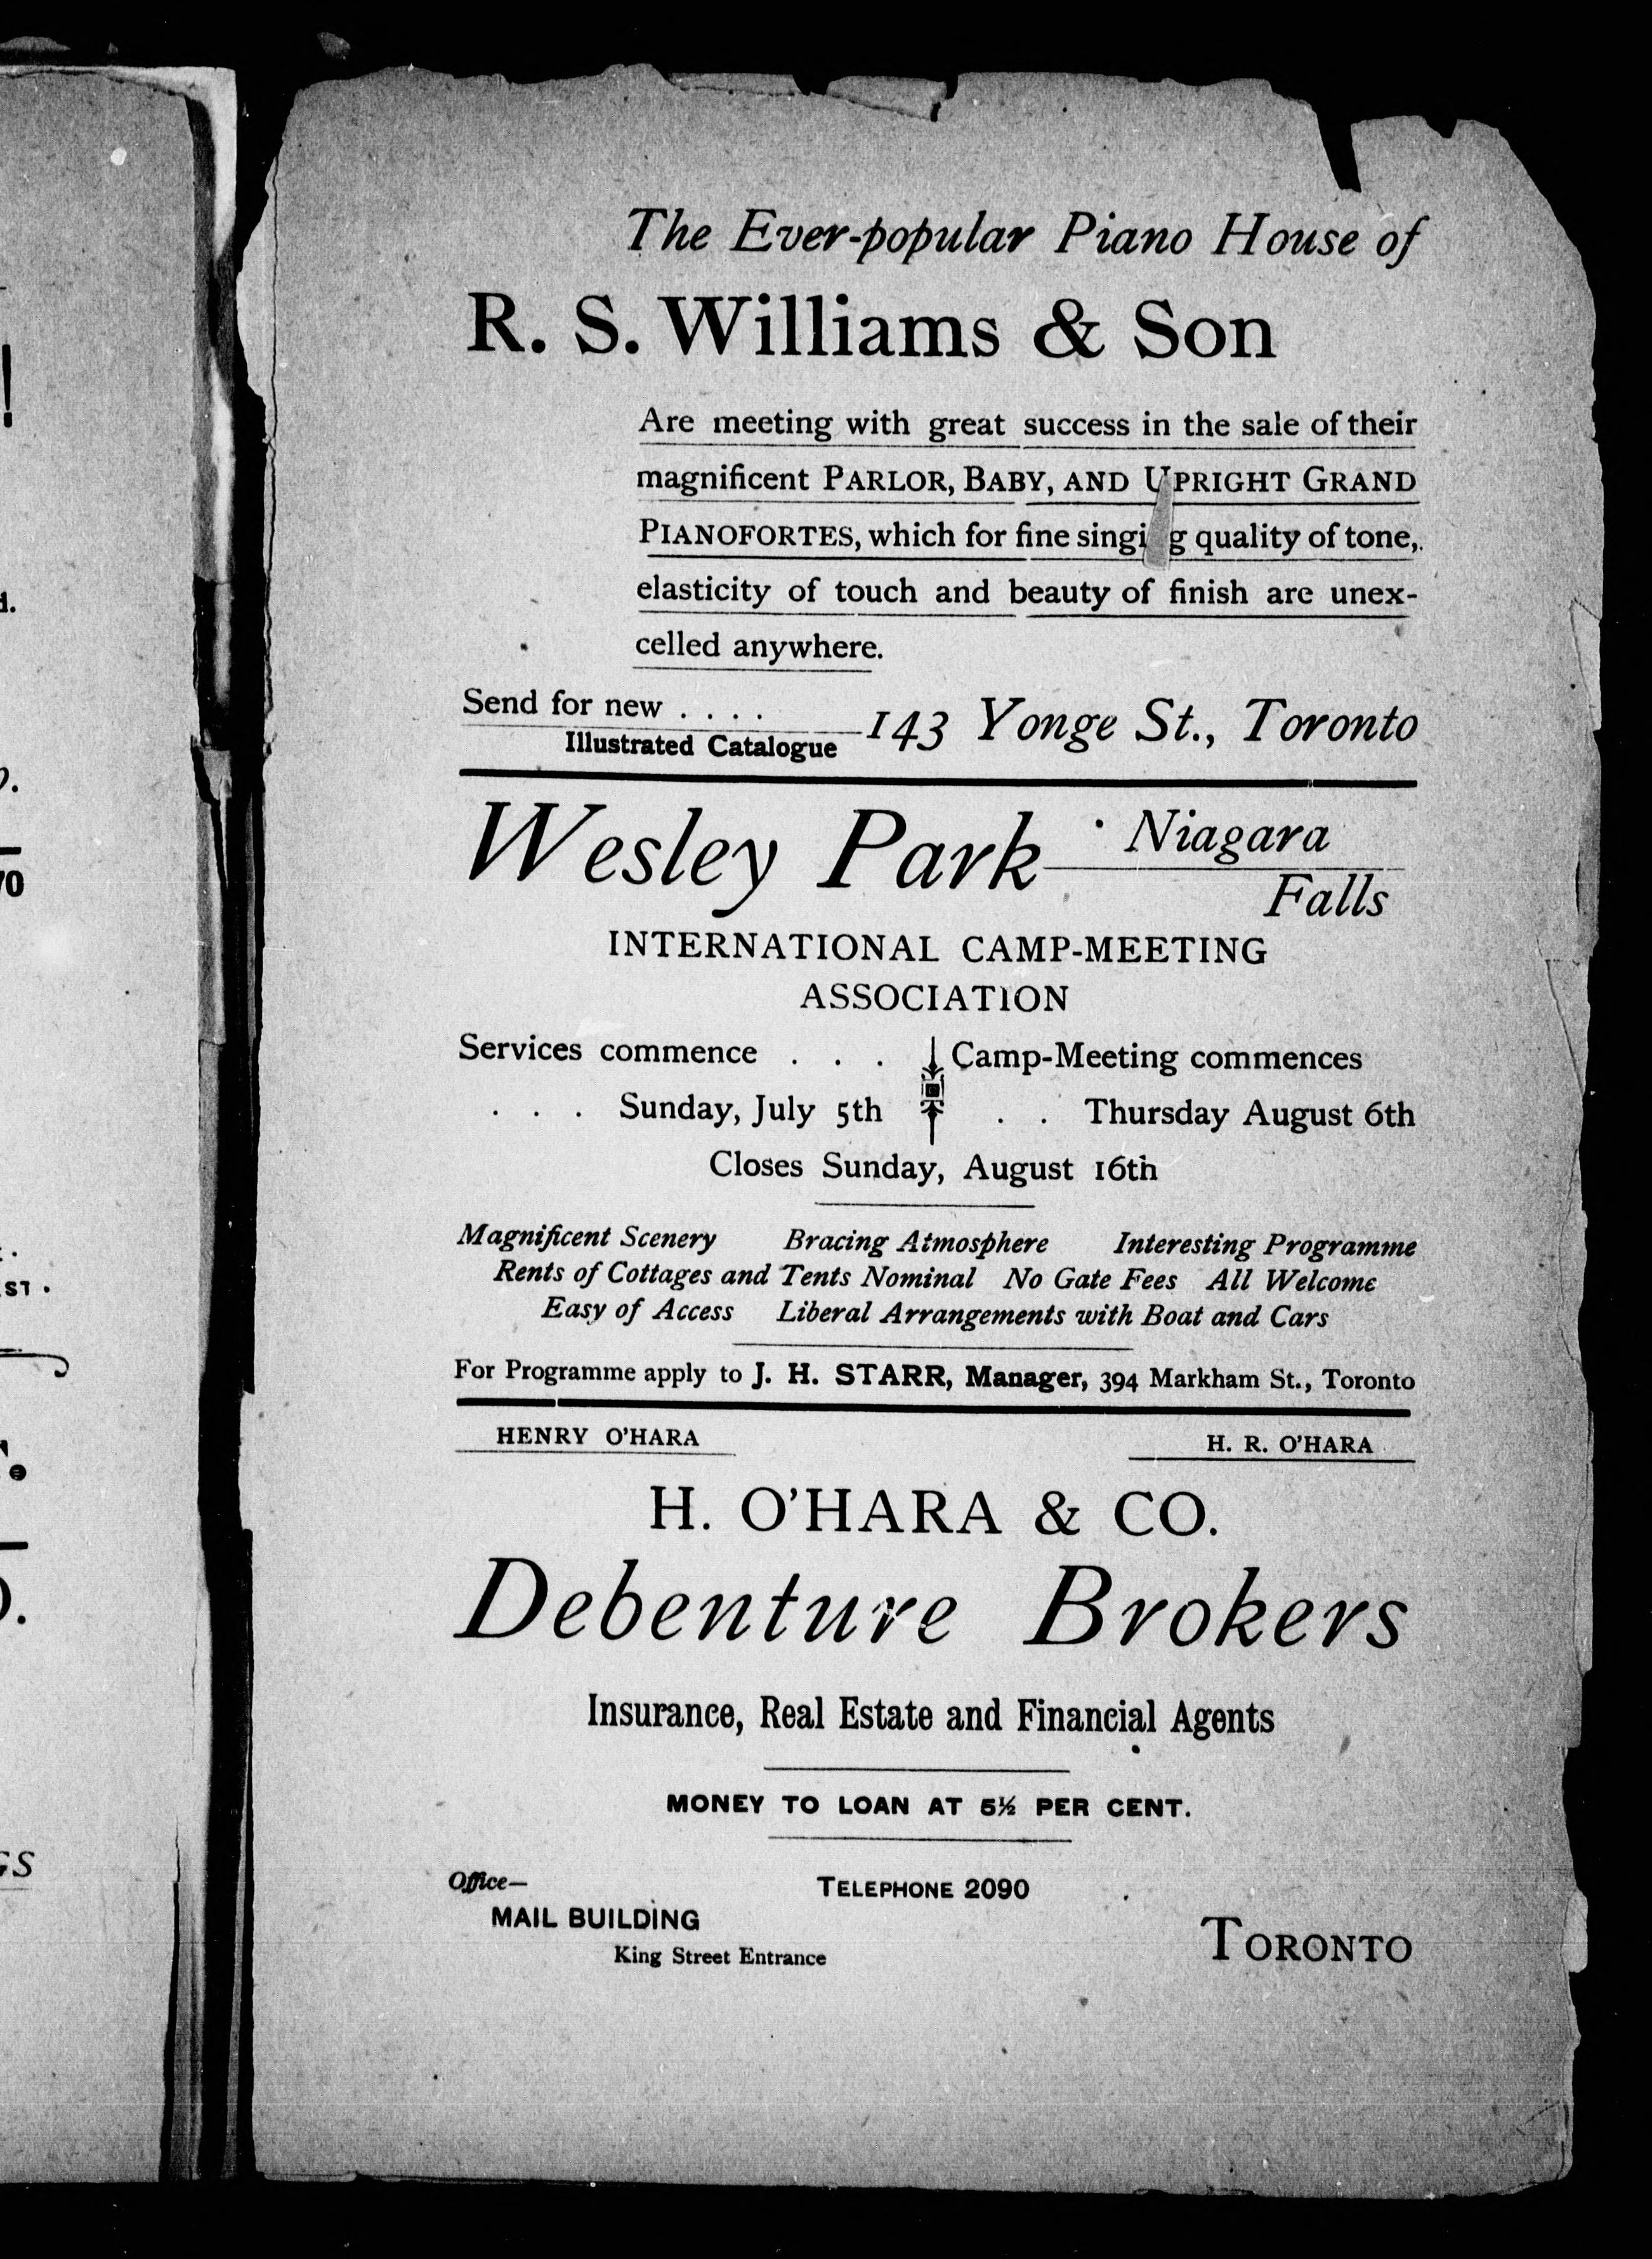 The Ever-popular Piano House of
R. S. Williams & Son
Are meeting with great success in the sale of their
magnificent PARLOR, BABY, AND UPRIGHT GRAND
PIANOFORTES, which for fine singing quality of tone,
elasticity of touch and beauty of finish are unex-
celled anywhere.
Send for new . . . .
Illustrated Catalogue
143 Yonge St., Toronto
Wesley Park
Niagara
Falls
INTERNATIONAL CAMP-MEETING
ASSOCIATION
Services commence . . .
. . . Sunday, July 5th
Camp-Meeting commences
. . Thursday August 6th
Closes Sunday, August 16th
Magnificent Scenery Bracing Atmosphere Interesting Programme
Rents of Cottages and Tents Nominal No Gate Fees All Welcome
Easy of Access Liberal Arrangements with Boat and Cars
For Programme apply to J. H. STARR, Manager, 394 Markham St., Toronto
HENRY O'HARA
H. R. O'HARA
H. O'HARA & CO.
Debenture Brokers
Insurance, Real Estate and Financial Agents
MONEY TO LOAN AT 5½ PER CENT.
Office—
TELEPHONE 2090
MAIL BUILDING
King Street Entrance
TORONTO